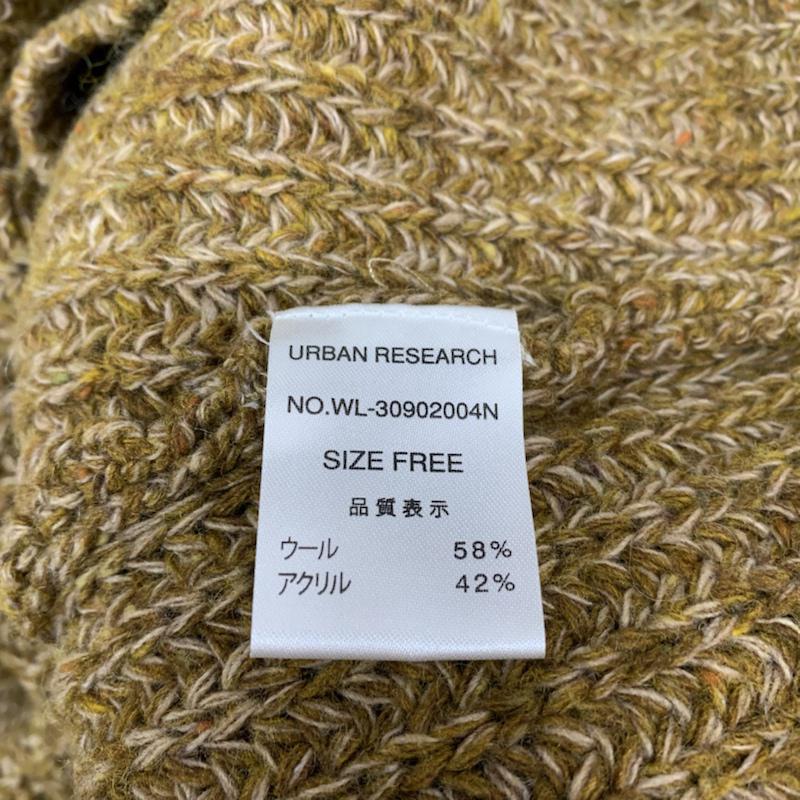 URBAN RESEARCH
NO.WL-30902004N
SIZE FREE
品質表示
ウール 58%
アクリル 42%